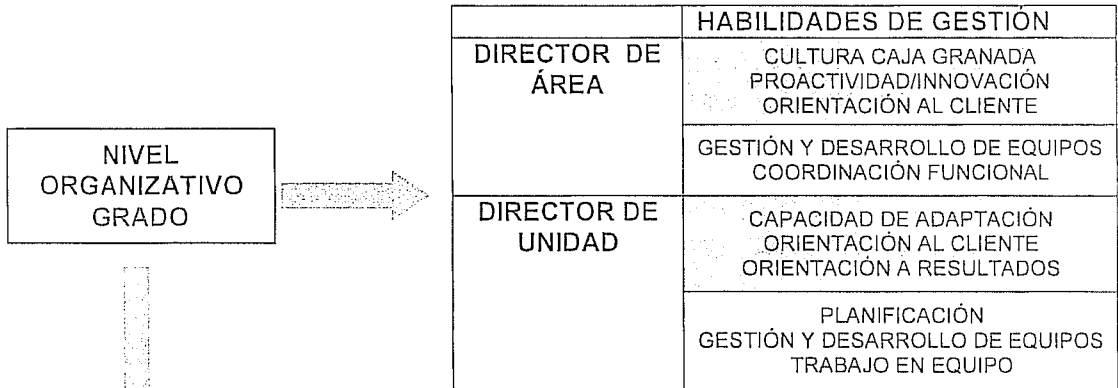 HABILIDADES DE GESTIÓN
DIRECTOR DE
ÁREA
CULTURA CAJA GRANADA
PROACTIVIDAD/INNOVACIÓN
ORIENTACIÓN AL CLIENTE
GESTIÓN Y DESARROLLO DE EQUIPOS
COORDINACIÓN FUNCIONAL
NIVEL
ORGANIZATIVO
GRADO
DIRECTOR DE
UNIDAD
CAPACIDAD DE ADAPTACIÓN
ORIENTACIÓN AL CLIENTE
ORIENTACIÓN A RESULTADOS
PLANIFICACIÓN
GESTIÓN Y DESARROLLO DE EQUIPOS
TRABAJO EN EQUIPO